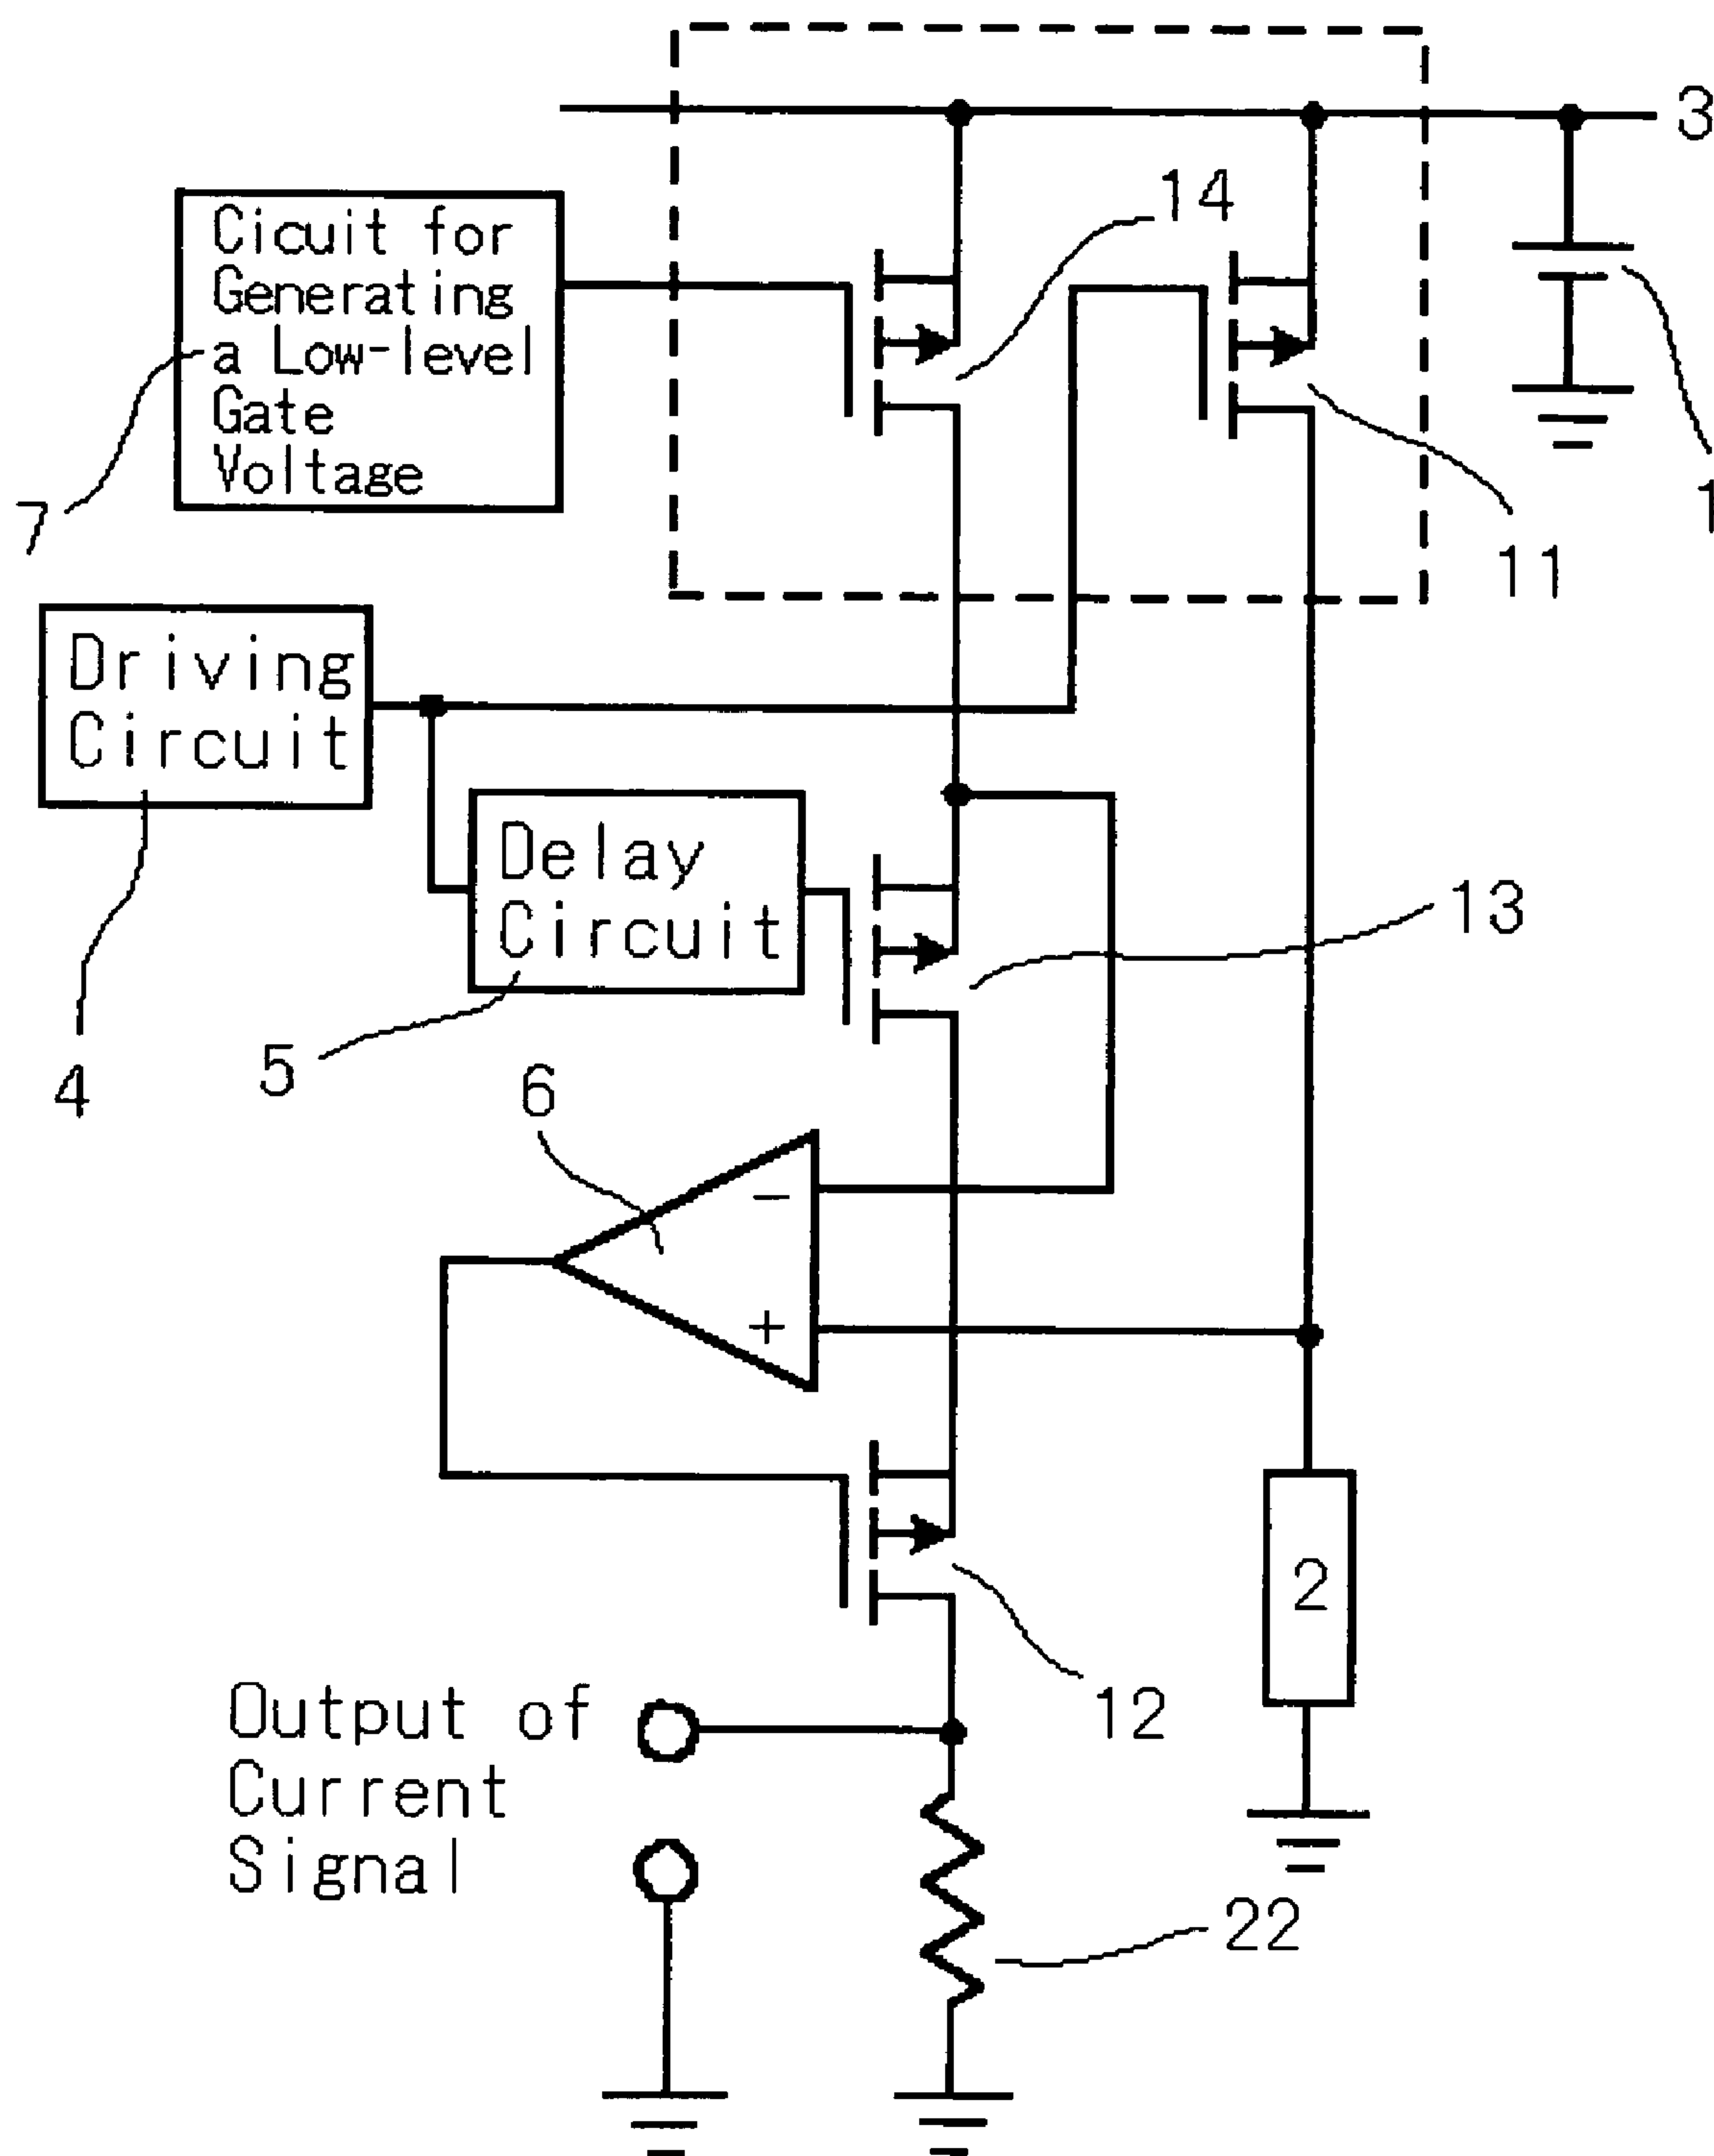 3
14
Cicuit for
Generating
a Low-level
Gate
Voltage
7
1
11
Driving
Circuit
Delay
Circuit
13
4
5
6
-
+
2
12
Output of
Current
Signal
22